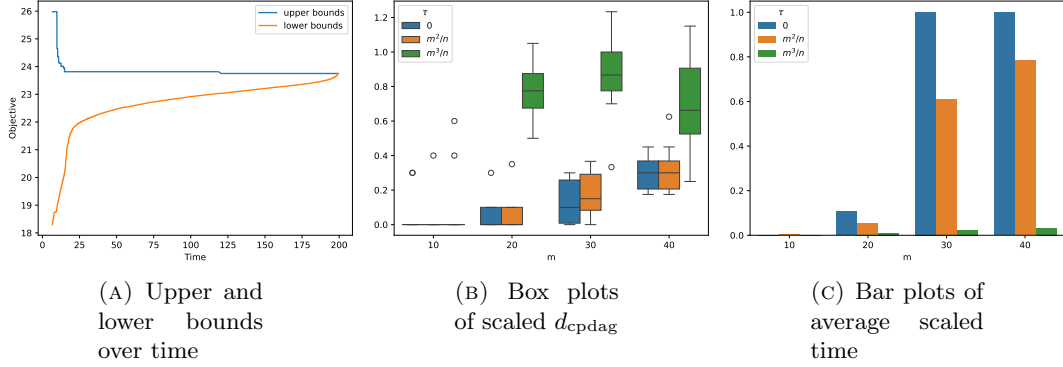 26
25
24
23
22
21
20
19
18
Objective
0
25
50
75
100
125
150
175
200
Time
upper bounds
lower bounds
(A) Upper and
lower bounds
over time
1.2
1.0
0.8
0.6
0.4
0.2
0.0
τ
0
m²/n
m³/n
10
20
30
40
m
(B) Box plots
of scaled d_cpdag
1.0
0.8
0.6
0.4
0.2
0.0
τ
0
m²/n
m³/n
10
20
30
40
m
(C) Bar plots of
average scaled
time